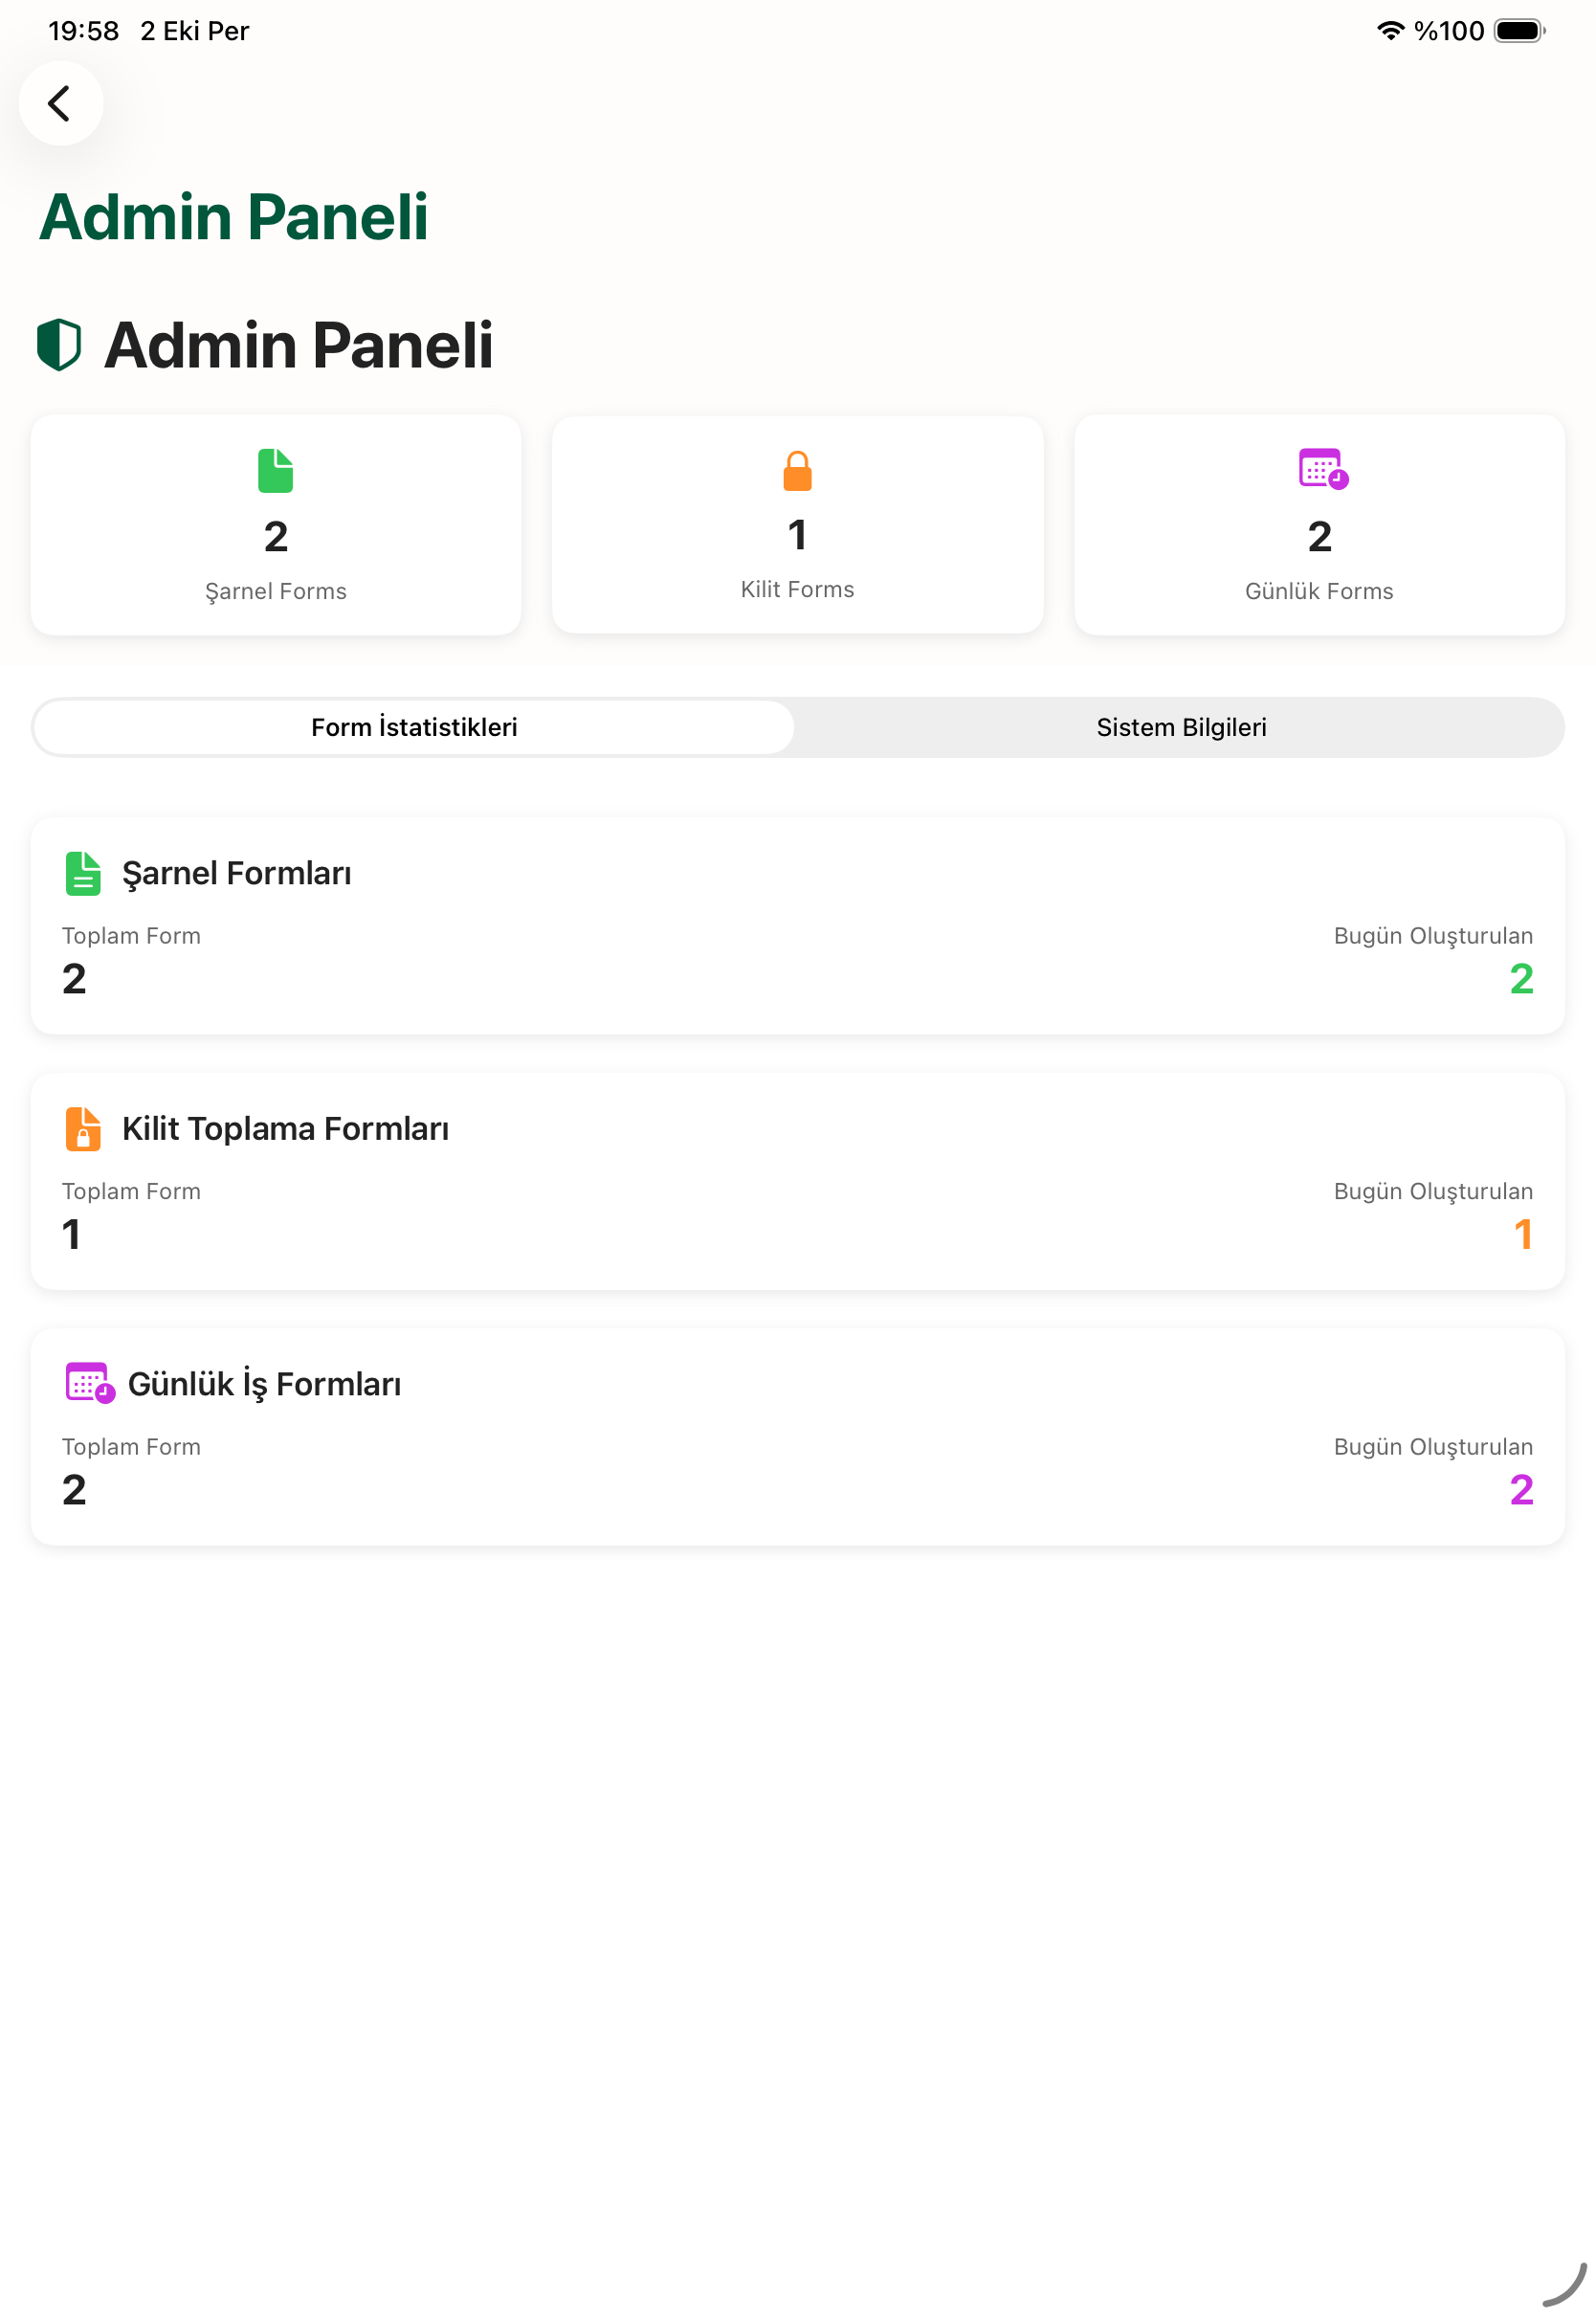 19:58 2 Eki Per %100
Admin Paneli
Admin Paneli
2 1 2
Şarnel Forms Kilit Forms Günlük Forms
Form İstatistikleri Sistem Bilgileri
Şarnel Formları
Toplam Form Bugün Oluşturulan
2 2
Kilit Toplama Formları
Toplam Form Bugün Oluşturulan
1 1
Günlük İş Formları
Toplam Form Bugün Oluşturulan
2 2